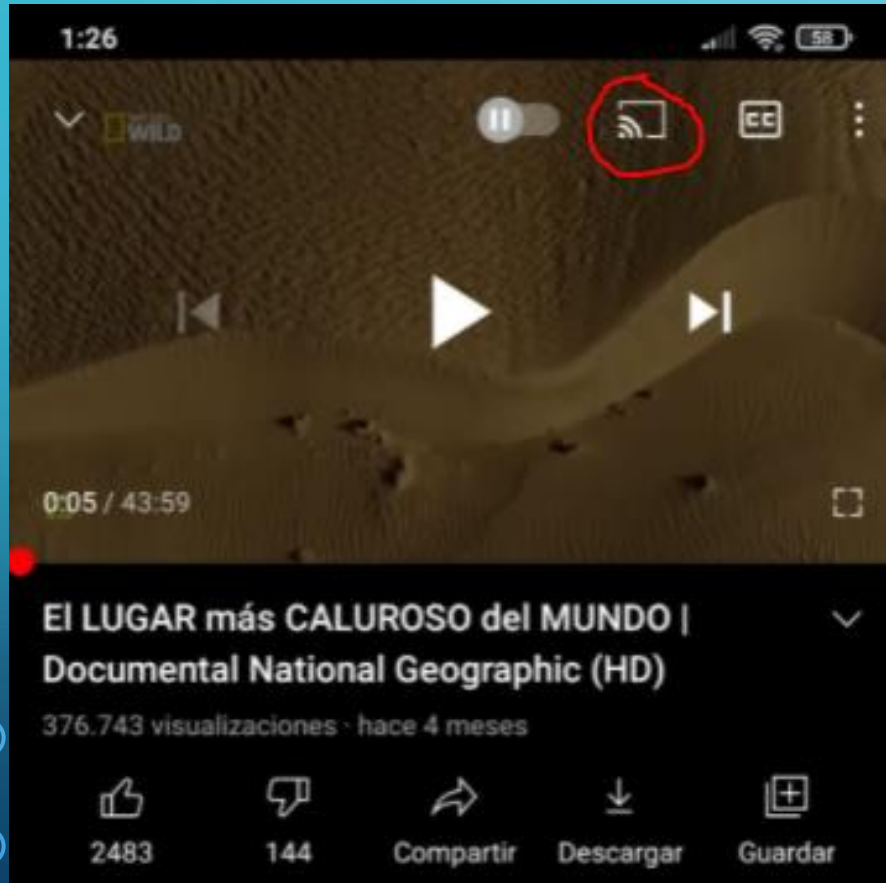 1:26
58
WILD
CC
0:05 / 43:59
El LUGAR más CALUROSO del MUNDO |
Documental National Geographic (HD)
376.743 visualizaciones · hace 4 meses
2483
144
Compartir
Descargar
Guardar